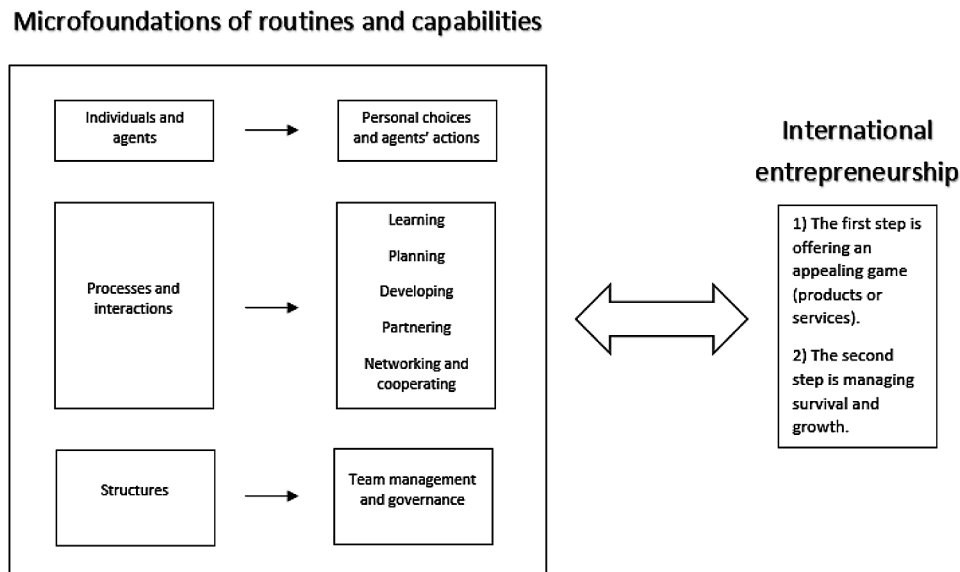 Microfoundations of routines and capabilities
Individuals and
agents
Personal choices
and agents' actions
Processes and
interactions
Learning
Planning
Developing
Partnering
Networking and
cooperating
Structures
Team management
and governance
International
entrepreneurship
1) The first step is
offering an
appealing game
(products or
services).
2) The second
step is managing
survival and
growth.